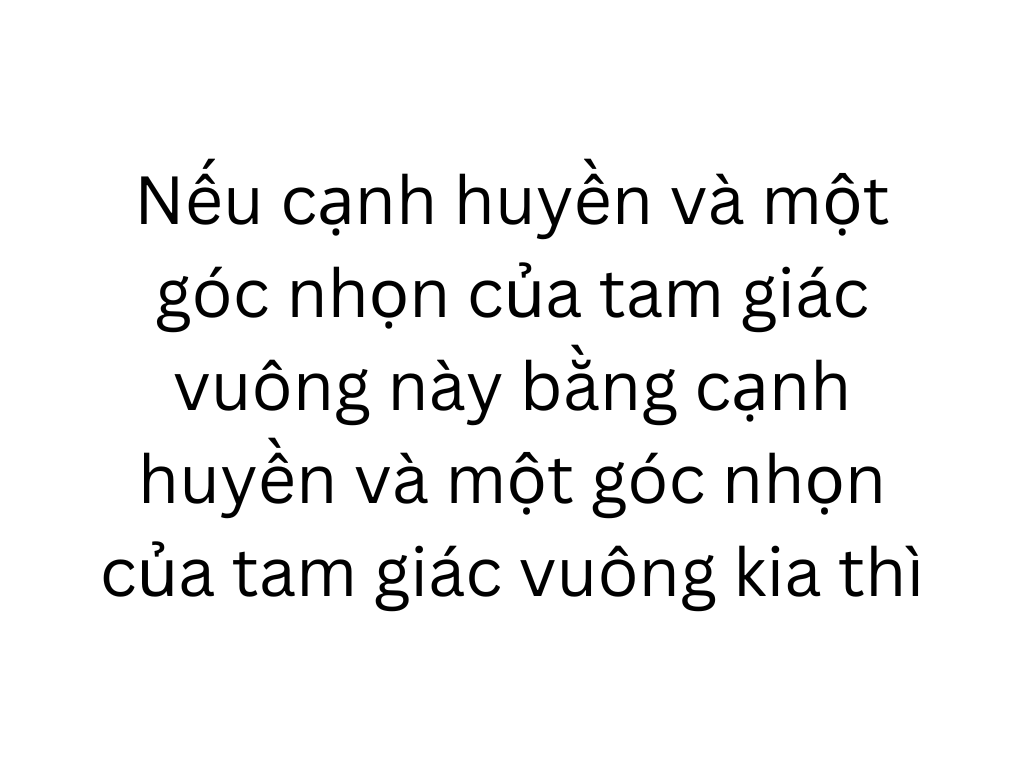 Nếu cạnh huyền và một
góc nhọn của tam giác
vuông này bằng cạnh
huyền và một góc nhọn
của tam giác vuông kia thì